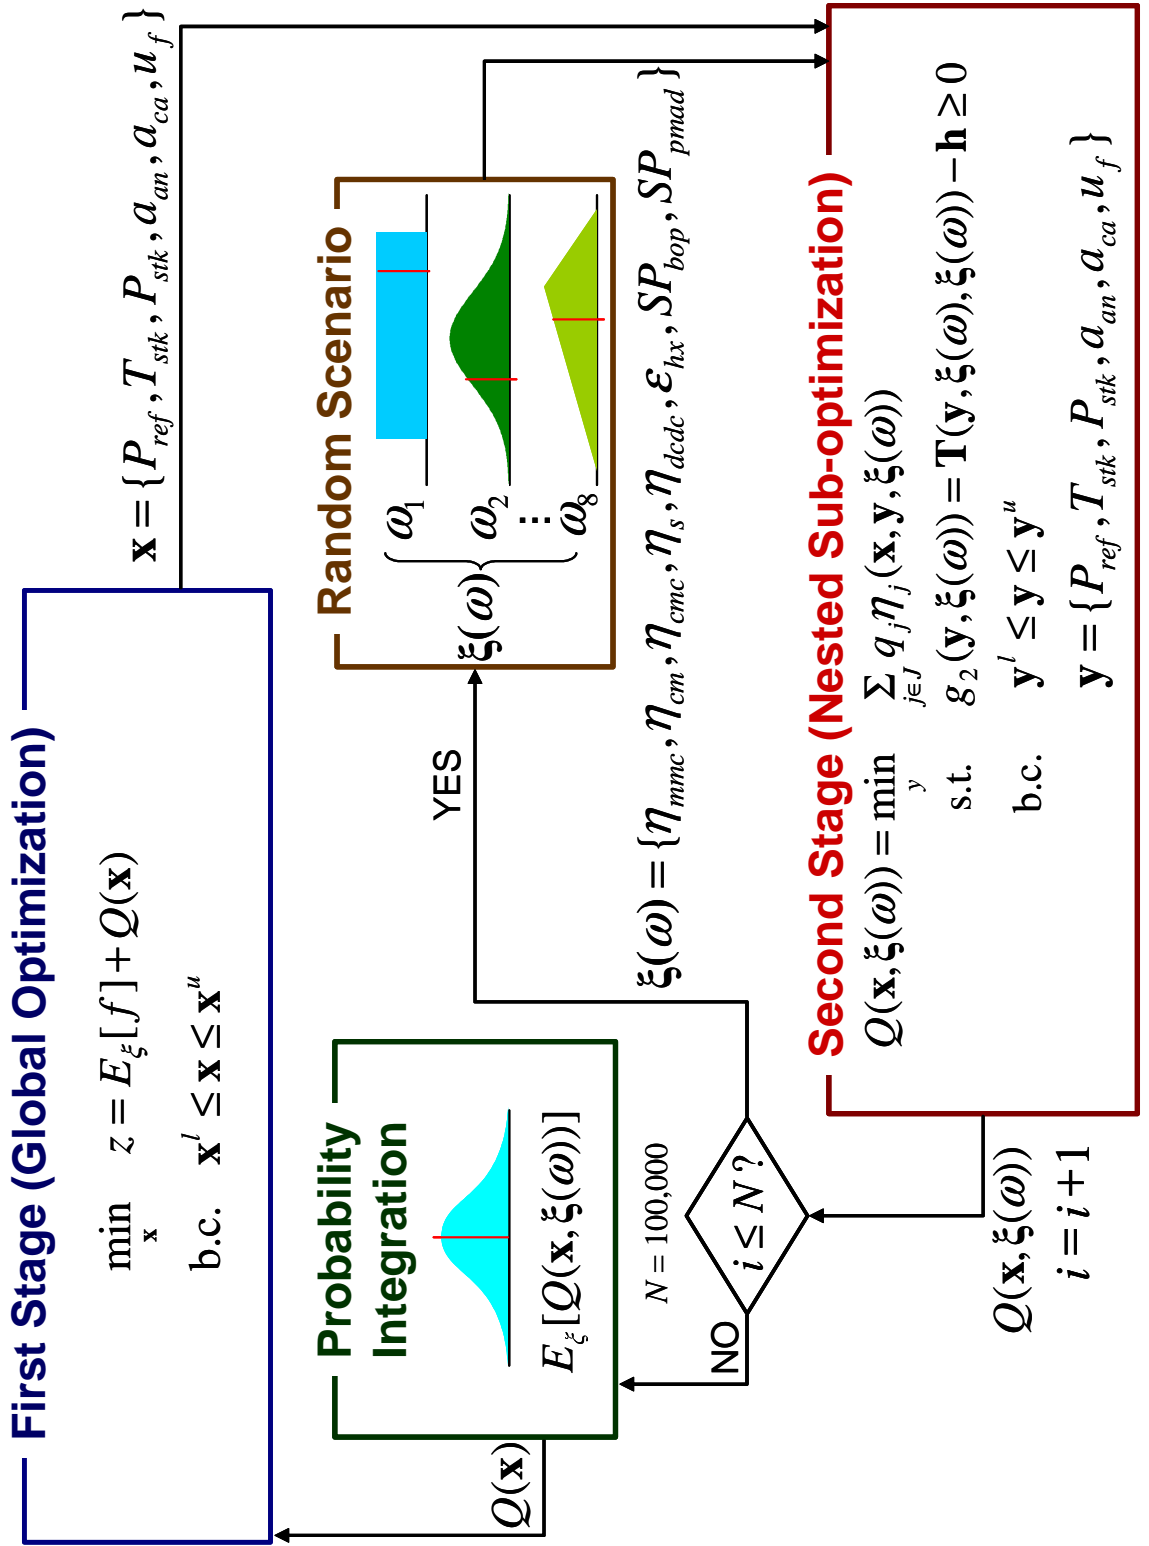 First Stage (Global Optimization)
min z = E_ξ[f] + Q(x)
x
b.c. x^l ≤ x ≤ x^u
x = {P_ref, T_stk, P_stk, a_an, a_ca, u_f}
Q(x)
Probability
Integration
E_ξ[Q(x, ξ(ω))]
Random Scenario
ξ(ω)
ω_1
ω_2
⋮
ω_8
NO
N = 100,000
i ≤ N ?
YES
ξ(ω) = {η_mmc, η_cm, η_cmc, η_s, η_dcdc, ε_hx, SP_bop, SP_pmad}
Q(x, ξ(ω))
i = i + 1
Second Stage (Nested Sub-optimization)
Q(x, ξ(ω)) = min_y Σ_{j∈J} q_j η_j (x, y, ξ(ω))
s.t. g_2(y, ξ(ω)) = T(y, ξ(ω), ξ(ω)) − h ≥ 0
b.c. y^l ≤ y ≤ y^u
y = {P_ref, T_stk, P_stk, a_an, a_ca, u_f}